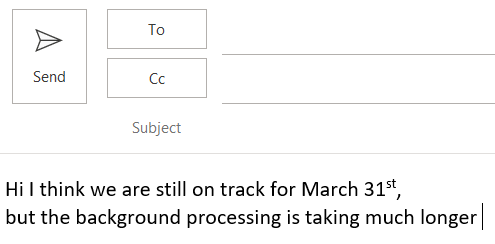 To
Send
Cc
Subject
Hi I think we are still on track for March 31st,
but the background processing is taking much longer